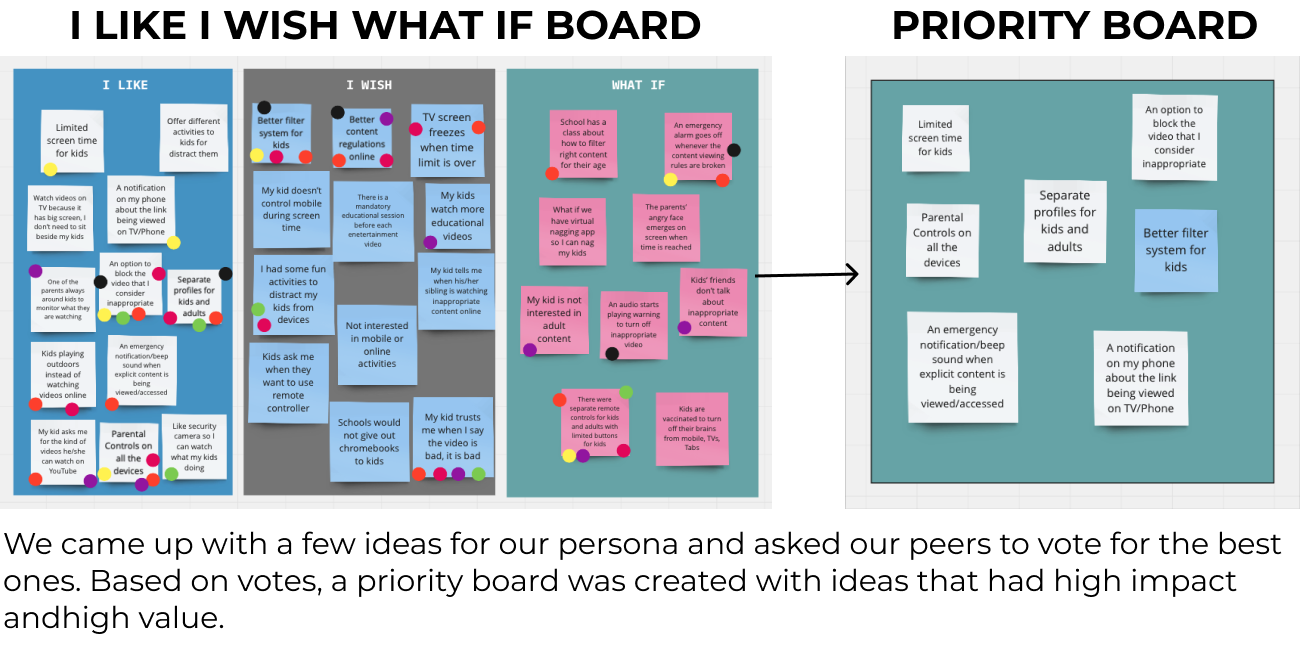 I LIKE I WISH WHAT IF BOARD
PRIORITY BOARD
I LIKE
Limited
screen time
for kids
Offer different
activities to
kids for
distract them
Watch videos on
TV because it
has big screen, I
don't need to sit
beside my kids
A notification
on my phone
about the link
being viewed
on TV/Phone
One of the
parents always
around kids to
monitor what they
are watching
An option to
block the
video that I
consider
inappropriate
Separate
profiles for
kids and
adults
Kids playing
outdoors
instead of
watching
videos online
An emergency
notification/beep
sound when
explicit content is
being
viewed/accessed
My kid asks me
for the kind of
videos he/she
can watch on
YouTube
Parental
Controls on
all the
devices
Like security
camera so I
can watch
what my kids
doing
I WISH
Better filter
system for
kids
Better
content
regulations
online
TV screen
freezes
when time
limit is over
My kid doesn't
control mobile
during screen
time
There is a
mandatory
educational session
before each
enetertainment
video
My kids
watch more
educational
videos
I had some fun
activities to
distract my
kids from
devices
My kid tells me
when his/her
sibling is watching
inappropriate
content online
Not interested
in mobile or
online
activities
Kids ask me
when they
want to use
remote
controller
Schools would
not give out
chromebooks
to kids
My kid trusts
me when I say
the video is
bad, it is bad
WHAT IF
School has a
class about
how to filter
right content
for their age
An emergency
alarm goes off
whenever the
content viewing
rules are broken
What if we
have virtual
nagging app
so I can nag
my kids
The parents'
angry face
emerges on
screen when
time is reached
My kid is not
interested in
adult
content
An audio starts
playing warning
to turn off
inappropriate
video
Kids' friends
don't talk
about
inappropriate
content
There were
separate remote
controls for kids
and adults with
limited buttons
for kids
Kids are
vaccinated to turn
off their brains
from mobile, TVs,
Tabs
Limited
screen time
for kids
An option to
block the
video that I
consider
inappropriate
Parental
Controls on
all the
devices
Separate
profiles for
kids and
adults
Better filter
system for
kids
An emergency
notification/beep
sound when
explicit content is
being
viewed/accessed
A notification
on my phone
about the link
being viewed
on TV/Phone
We came up with a few ideas for our persona and asked our peers to vote for the best
ones. Based on votes, a priority board was created with ideas that had high impact
andhigh value.